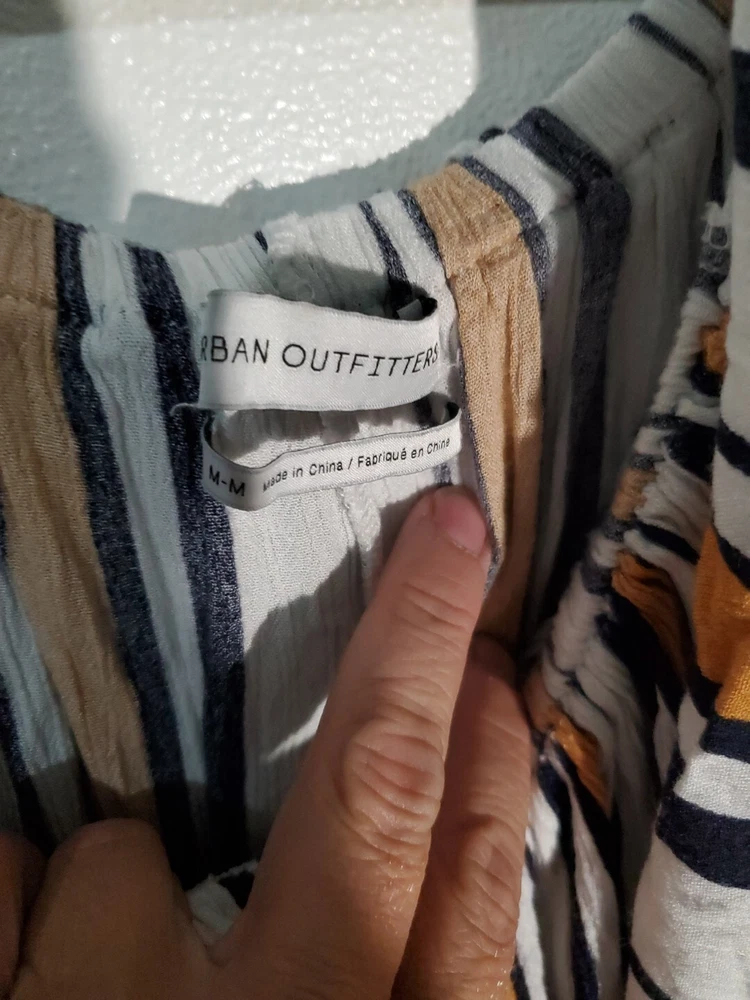 RBAN OUTFITTERS
M-M Made in China / Fabriqué en Chine